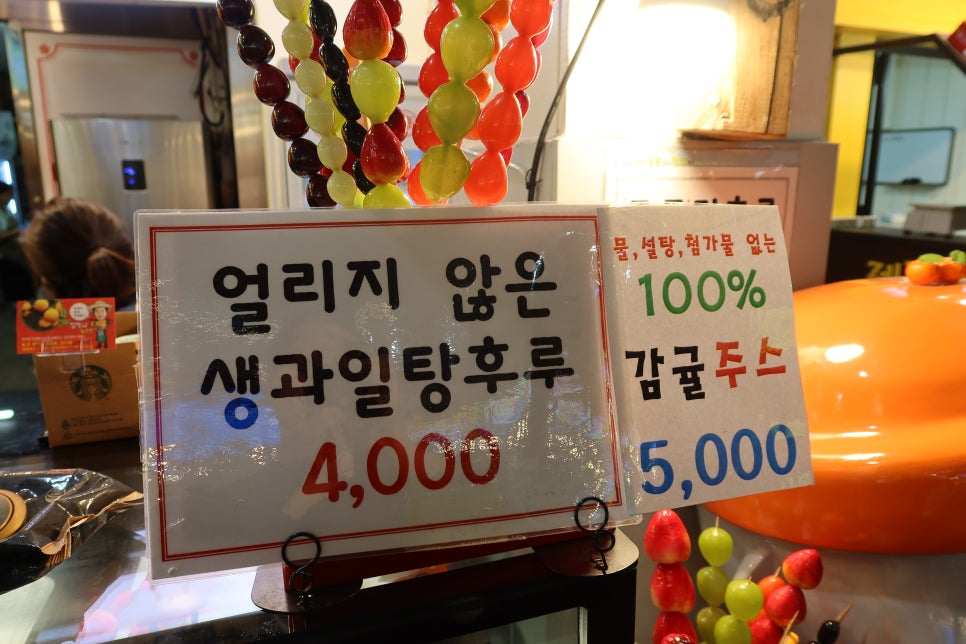 얼리지 않은
생과일탕후루
4,000
물,설탕,첨가물 없는
100%
감귤주스
5,000